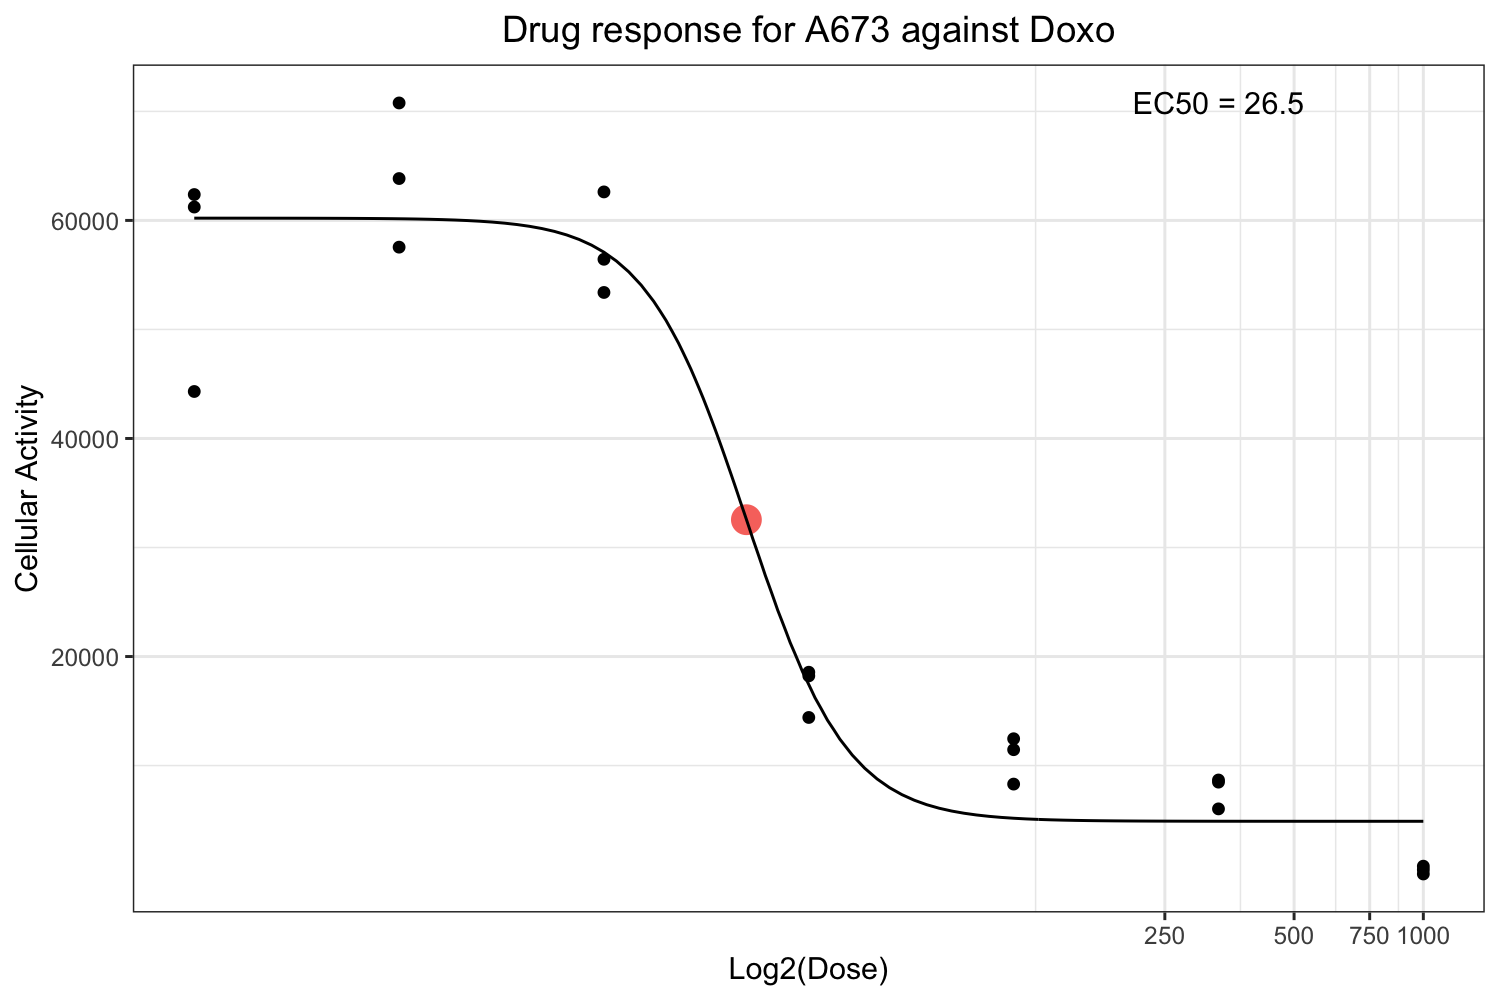 Drug response for A673 against Doxo
EC50 = 26.5
60000
40000
20000
Cellular Activity
250 500 750 1000
Log2(Dose)